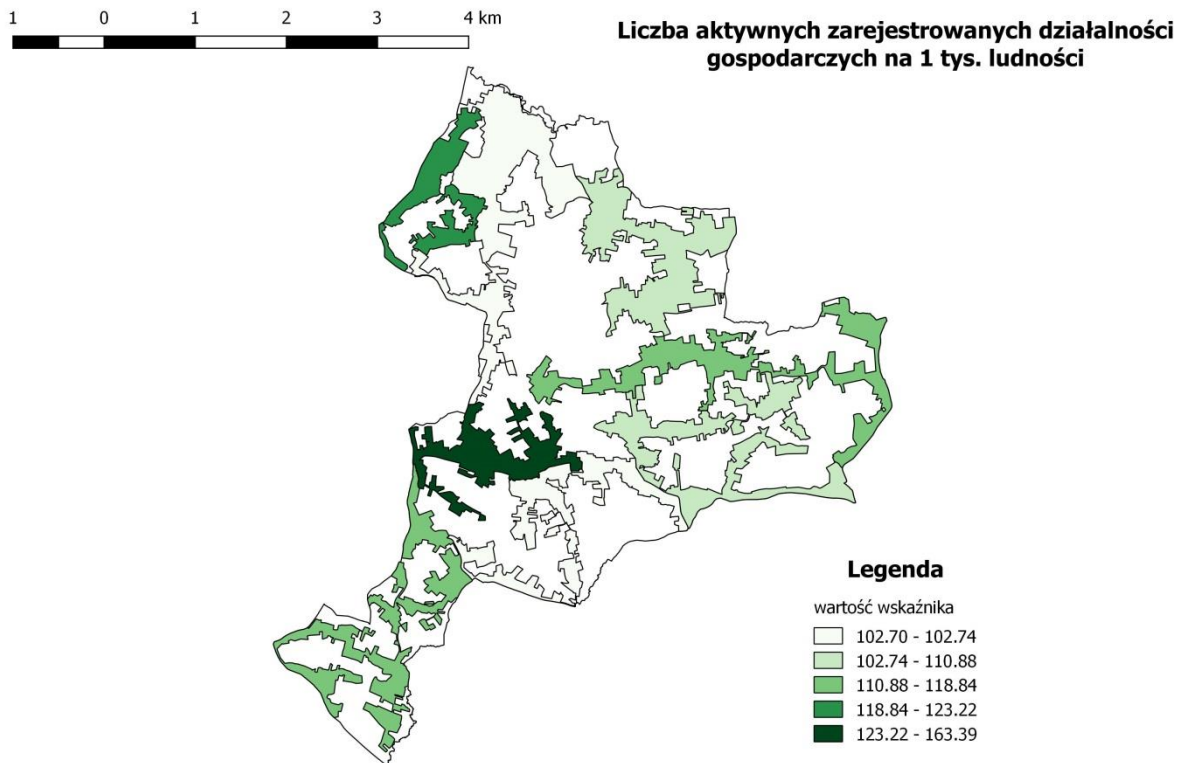 1 0 1 2 3 4 km
Liczba aktywnych zarejestrowanych działalności
gospodarczych na 1 tys. ludności
Legenda
wartość wskaźnika
102.70 - 102.74
102.74 - 110.88
110.88 - 118.84
118.84 - 123.22
123.22 - 163.39